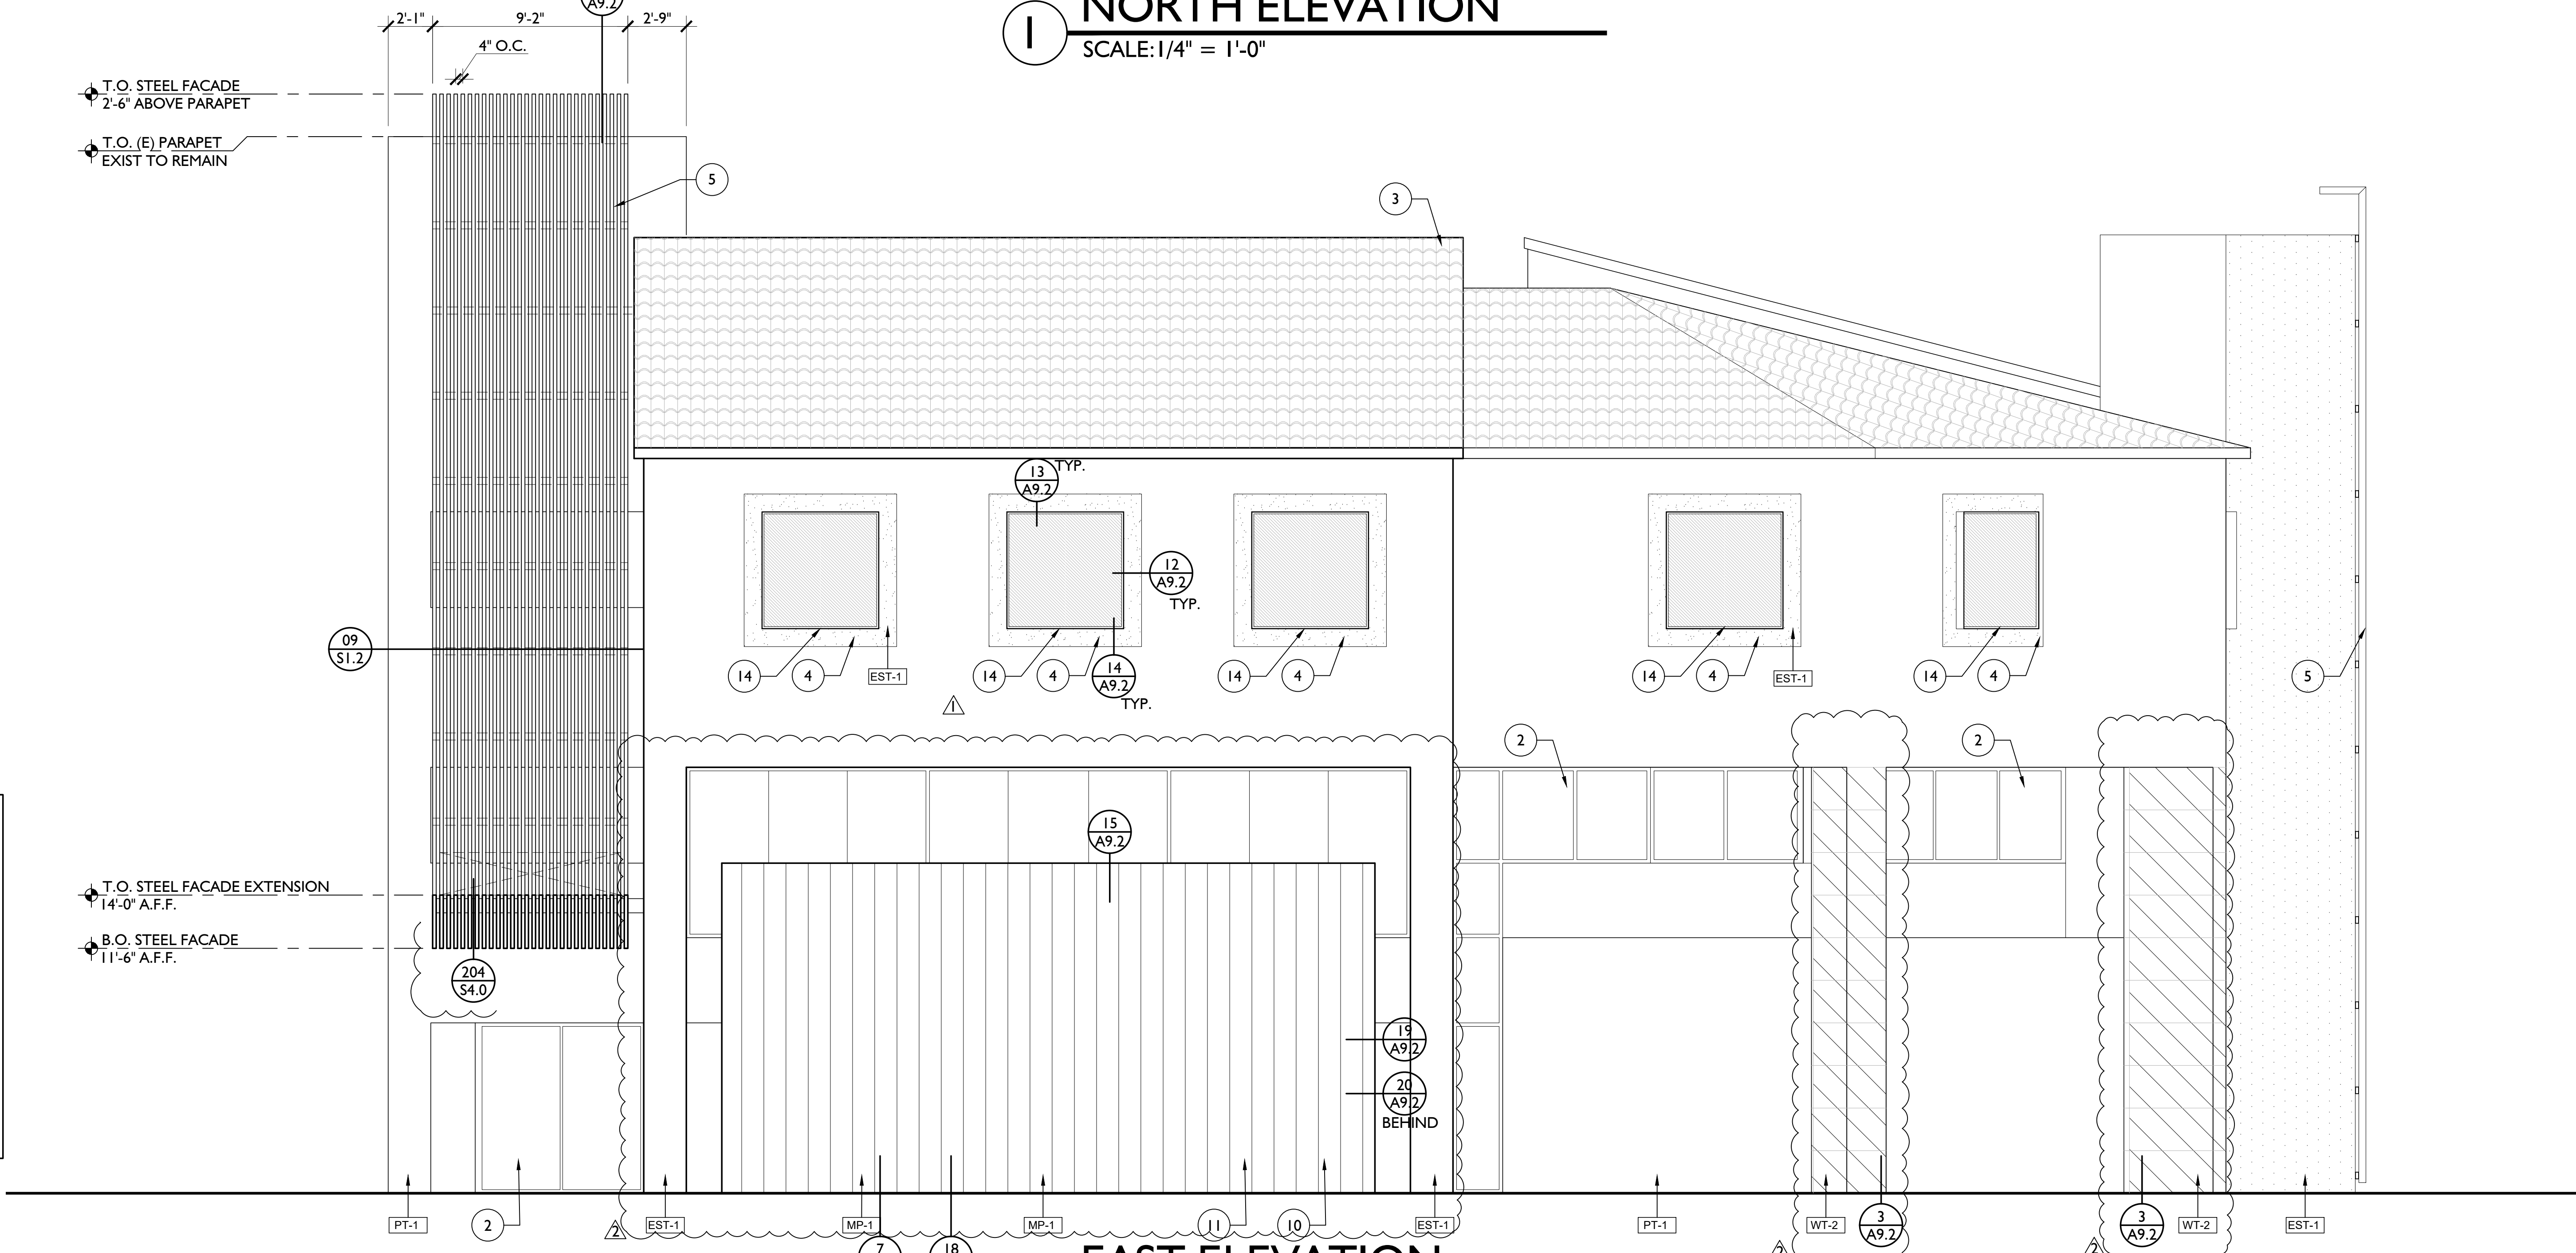 A9.2
NORTH ELEVATION
1
SCALE:1/4" = 1'-0"
2'-1"
9'-2"
2'-9"
4" O.C.
T.O. STEEL FACADE
2'-6" ABOVE PARAPET
T.O. (E) PARAPET
EXIST TO REMAIN
5
3
13
A9.2
TYP.
12
A9.2
TYP.
09
S1.2
14
4
EST-1
14
4
14
A9.2
TYP.
14
4
14
4
EST-1
14
4
5
1
2
2
15
A9.2
T.O. STEEL FACADE EXTENSION
14'-0" A.F.F.
B.O. STEEL FACADE
11'-6" A.F.F.
204
S4.0
19
A9.2
20
A9.2
BEHIND
PT-1
2
2
EST-1
MP-1
MP-1
11
10
EST-1
PT-1
WT-2
3
A9.2
3
A9.2
WT-2
EST-1
7
18
EAST ELEVATION
2
2